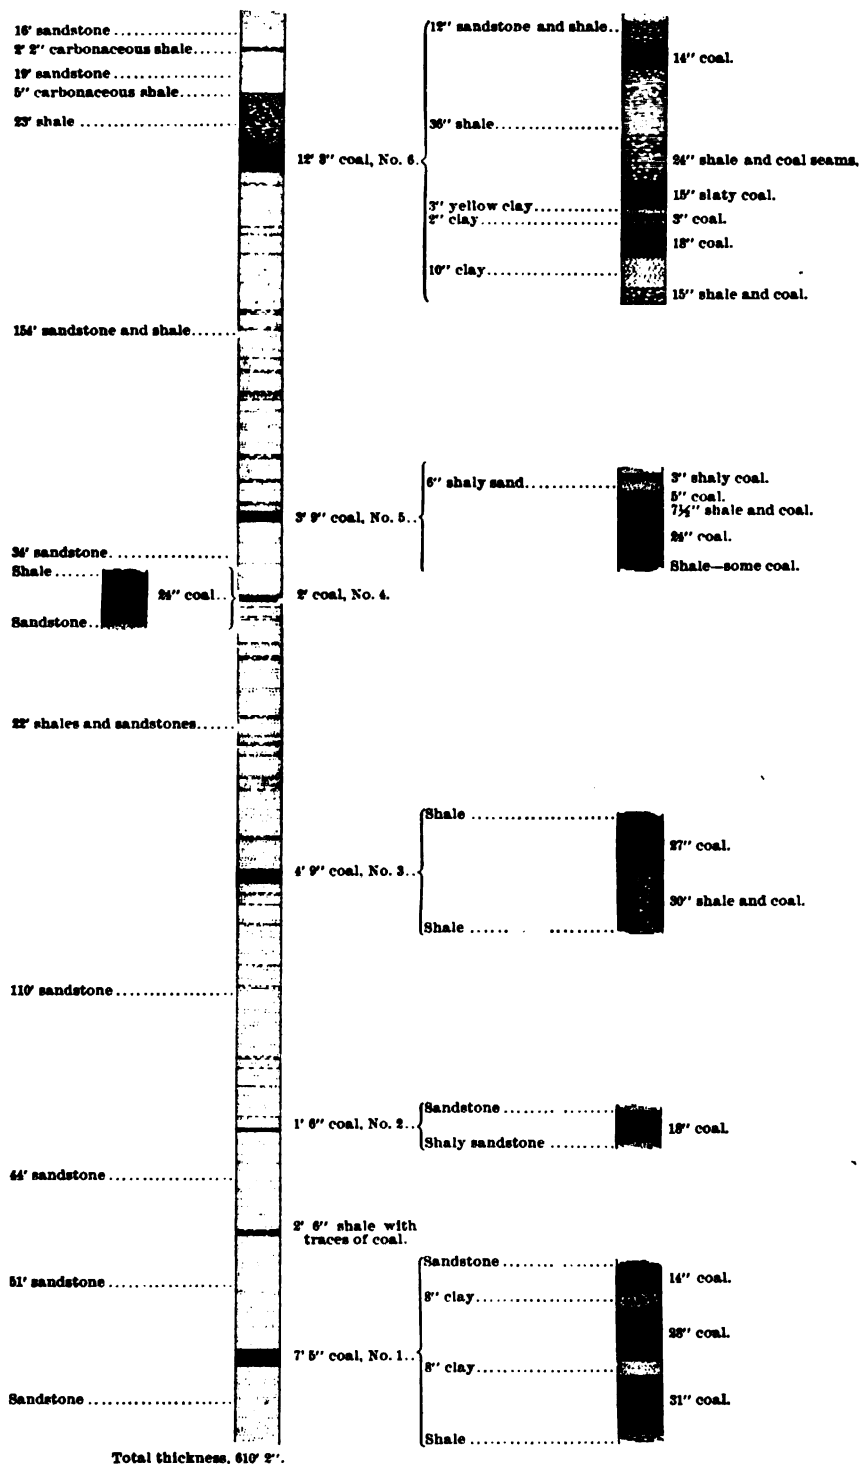 16' sandstone
2' 2" carbonaceous shale
19' sandstone
5" carbonaceous shale
23' shale
12' 8" coal, No. 6.
12" sandstone and shale
14" coal.
36" shale
24" shale and coal seams.
15" slaty coal.
3" yellow clay
2" clay
3" coal.
18" coal.
10" clay
15" shale and coal.
154' sandstone and shale
3' 9" coal, No. 5
6" shaly sand
3" shaly coal.
5" coal.
7½" shale and coal.
24" coal.
Shale—some coal.
34' sandstone
Shale
24" coal
Sandstone
2' coal, No. 4.
22' shales and sandstones
4' 9" coal, No. 3
Shale
27" coal.
30" shale and coal.
Shale
110' sandstone
1' 6" coal, No. 2
Sandstone
18" coal.
Shaly sandstone
44' sandstone
2' 6" shale with
traces of coal.
51' sandstone
7' 5" coal, No. 1
Sandstone
14" coal.
8" clay
28" coal.
8" clay
31" coal.
Shale
Sandstone
Total thickness, 610' 2".